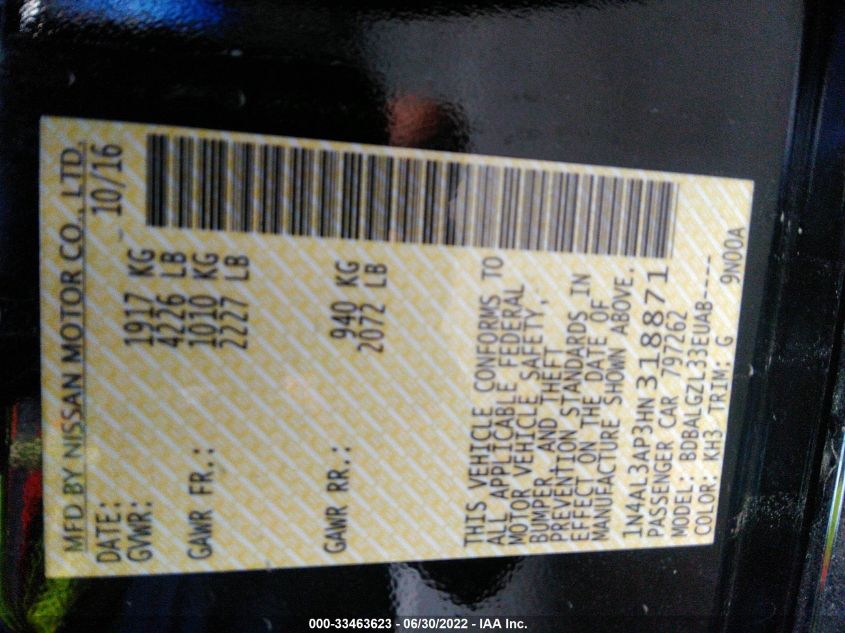 MFD BY NISSAN MOTOR CO., LTD.
DATE: 10/16
GVWR: 1917 KG
4226 LB
GAWR FR.: 1010 KG
2227 LB
GAWR RR.: 940 KG
2072 LB
THIS VEHICLE CONFORMS TO
ALL APPLICABLE FEDERAL
MOTOR VEHICLE SAFETY,
BUMPER AND THEFT
PREVENTION STANDARDS IN
EFFECT ON THE DATE OF
MANUFACTURE SHOWN ABOVE.
1N4AL3AP3HN318871
PASSENGER CAR 797262
MODEL: BDBALGZL33EUAB----
COLOR: KH3 TRIM: G 9N00A
000-33463623 - 06/30/2022 - IAA Inc.